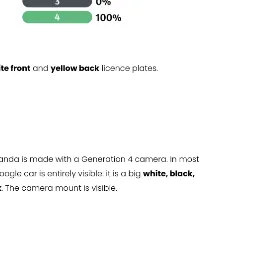 3 0%
4 100%
te front and yellow back licence plates.
anda is made with a Generation 4 camera. In most
oogle car is entirely visible: it is a big white, black,
. The camera mount is visible.